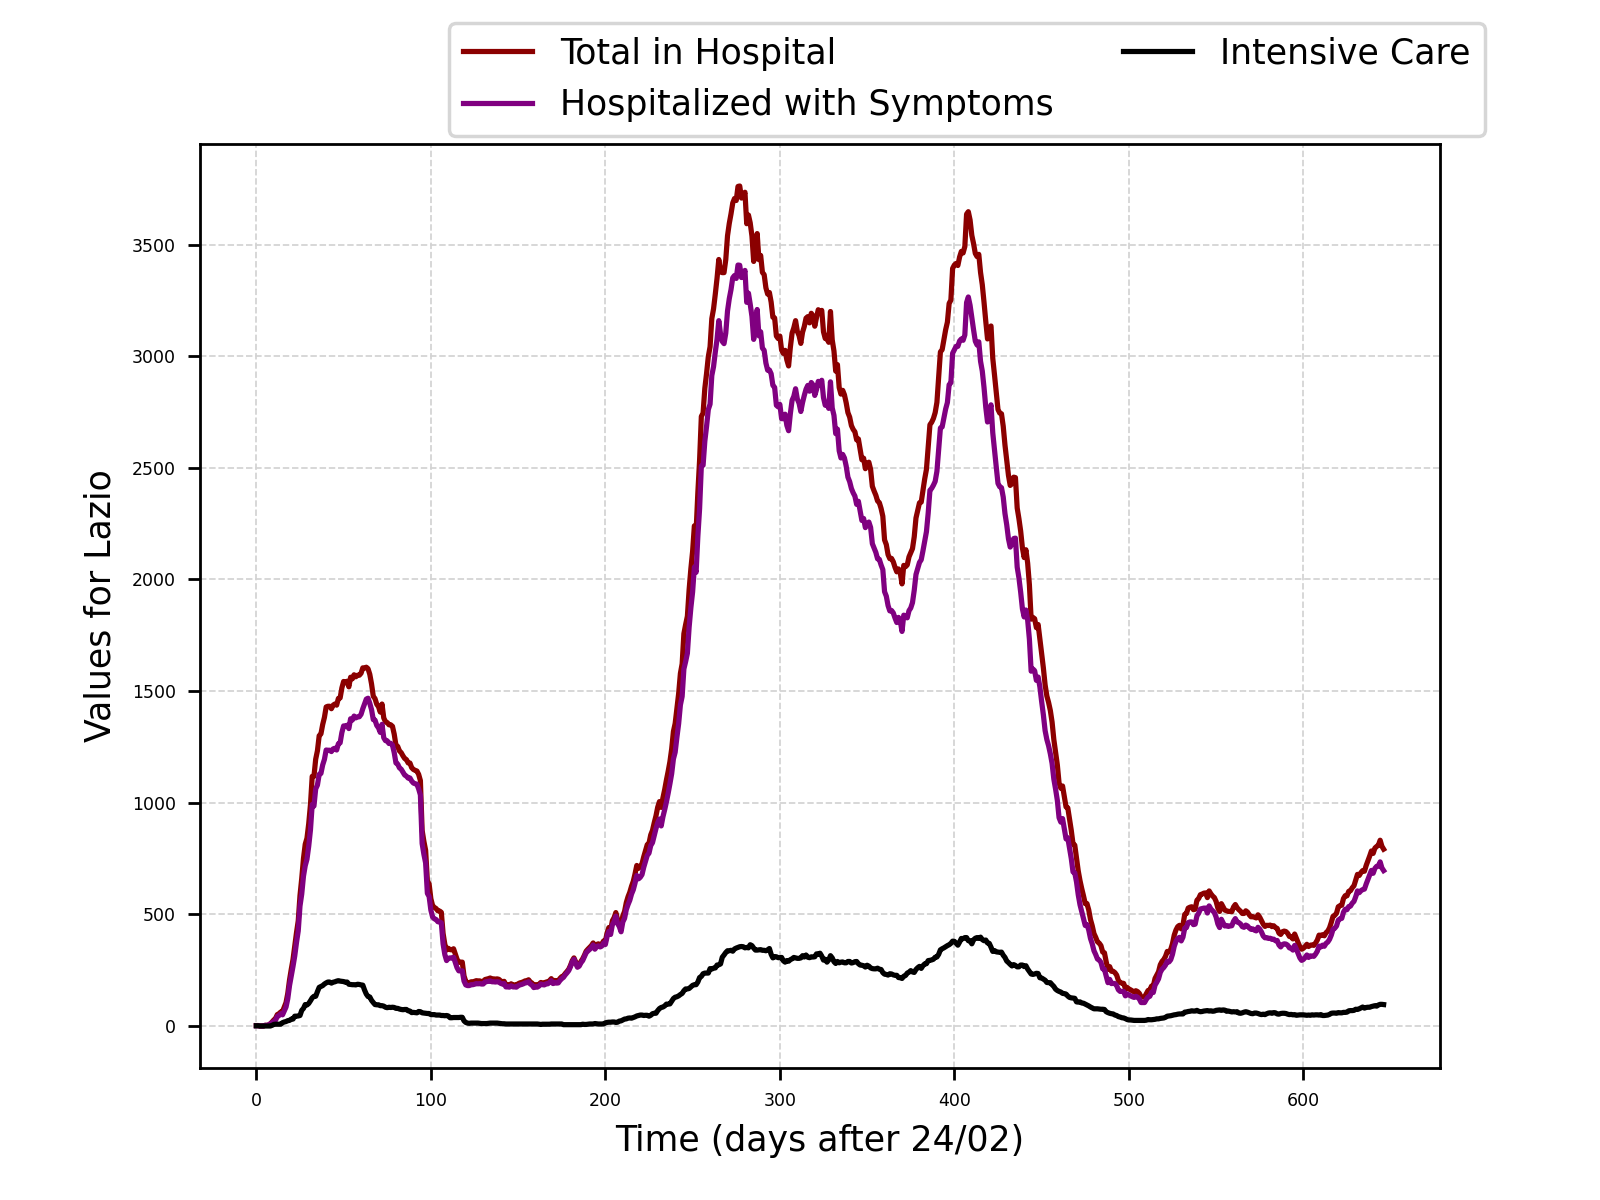 Total in Hospital
Hospitalized with Symptoms
Intensive Care
Values for Lazio
3500
3000
2500
2000
1500
1000
500
0
0 100 200 300 400 500 600
Time (days after 24/02)